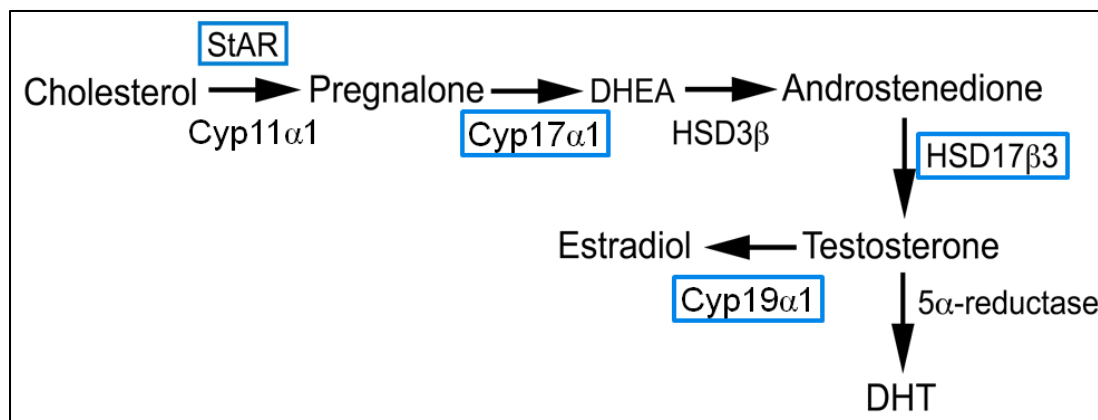 StAR
Cholesterol Pregnalone DHEA Androstenedione
Cyp11α1 Cyp17α1 HSD3β
HSD17β3
Estradiol Testosterone
Cyp19α1 5α-reductase
DHT